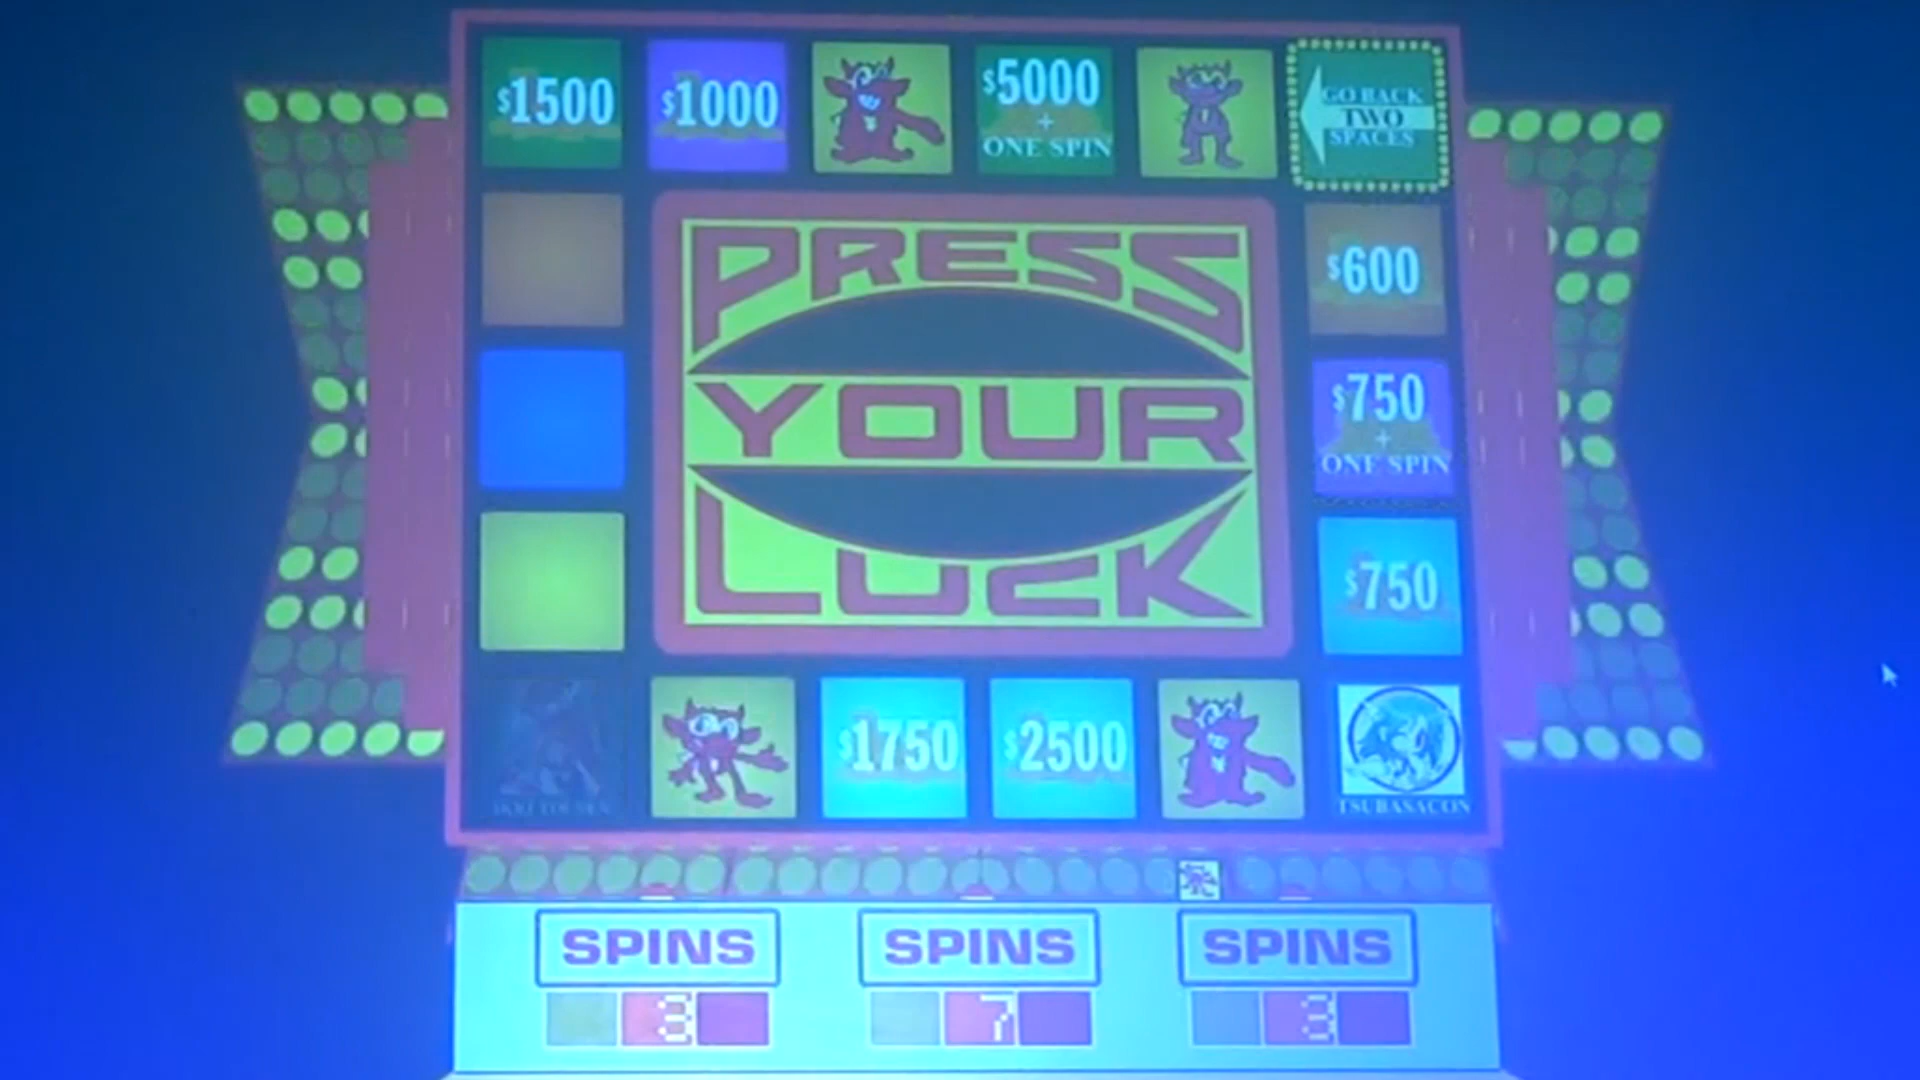 $1500
$1000
$5000
+
ONE SPIN
GO BACK
TWO
SPACES
$600
PRESS
YOUR
LUCK
$750
+
ONE SPIN
$750
$1750
$2500
TSUBASACON
SPINS
SPINS
SPINS
3
7
3